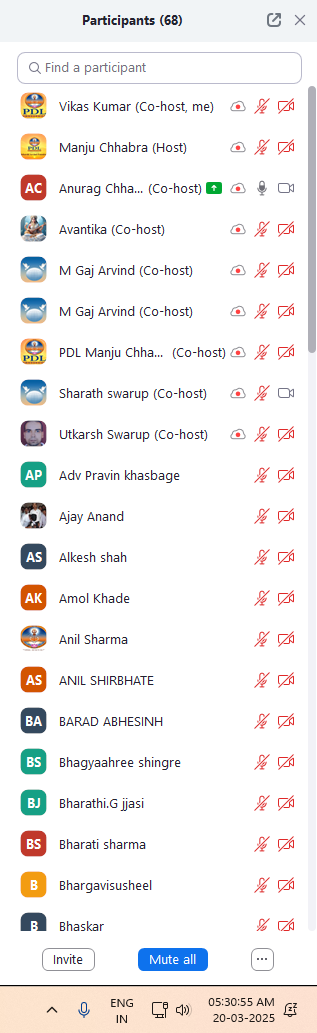 Participants (68)
Find a participant
PDL Vikas Kumar (Co-host, me)
PDL Manju Chhabra (Host)
AC Anurag Chha... (Co-host)
Avantika (Co-host)
M Gaj Arvind (Co-host)
M Gaj Arvind (Co-host)
PDL PDL Manju Chha... (Co-host)
Sharath swarup (Co-host)
Utkarsh Swarup (Co-host)
AP Adv Pravin khasbage
Ajay Anand
AS Alkesh shah
AK Amol Khade
Anil Sharma
AS ANIL SHIRBHATE
BA BARAD ABHESINH
BS Bhagyaahree shingre
BJ Bharathi.G jjasi
BS Bharati sharma
B Bhargavisusheel
B Bhaskar
Invite Mute all ...
ENG 05:30:55 AM
IN 20-03-2025